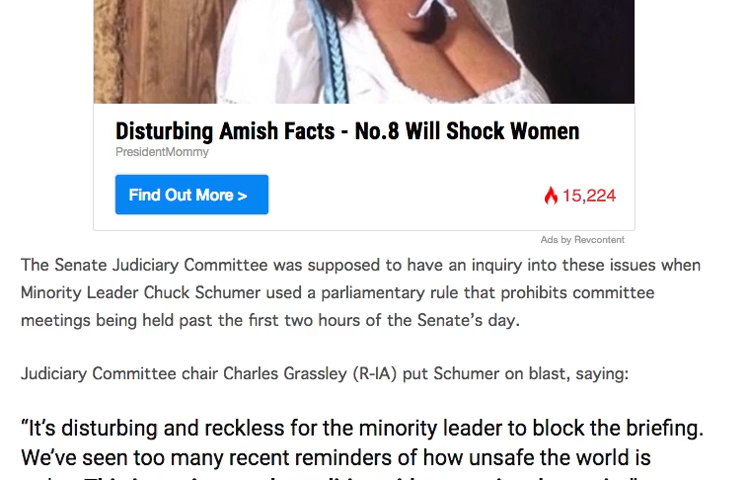 Disturbing Amish Facts - No.8 Will Shock Women
PresidentMommy
Find Out More >
15,224
Ads by Revcontent
The Senate Judiciary Committee was supposed to have an inquiry into these issues when
Minority Leader Chuck Schumer used a parliamentary rule that prohibits committee
meetings being held past the first two hours of the Senate's day.
Judiciary Committee chair Charles Grassley (R-IA) put Schumer on blast, saying:
“It's disturbing and reckless for the minority leader to block the briefing.
We've seen too many recent reminders of how unsafe the world is